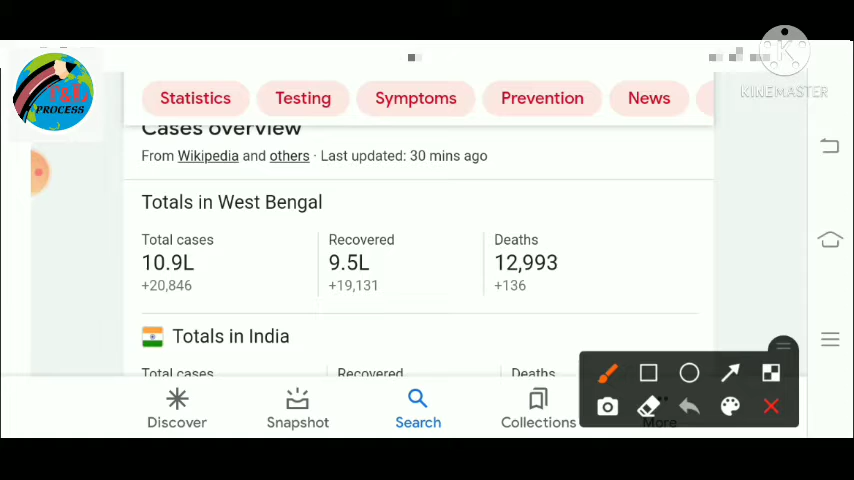 KINEMASTER
T&L
PROCESS
Statistics Testing Symptoms Prevention News
Cases overview
From Wikipedia and others · Last updated: 30 mins ago
Totals in West Bengal
Total cases Recovered Deaths
10.9L 9.5L 12,993
+20,846 +19,131 +136
Totals in India
Total cases Recovered Deaths
Discover Snapshot Search Collections More